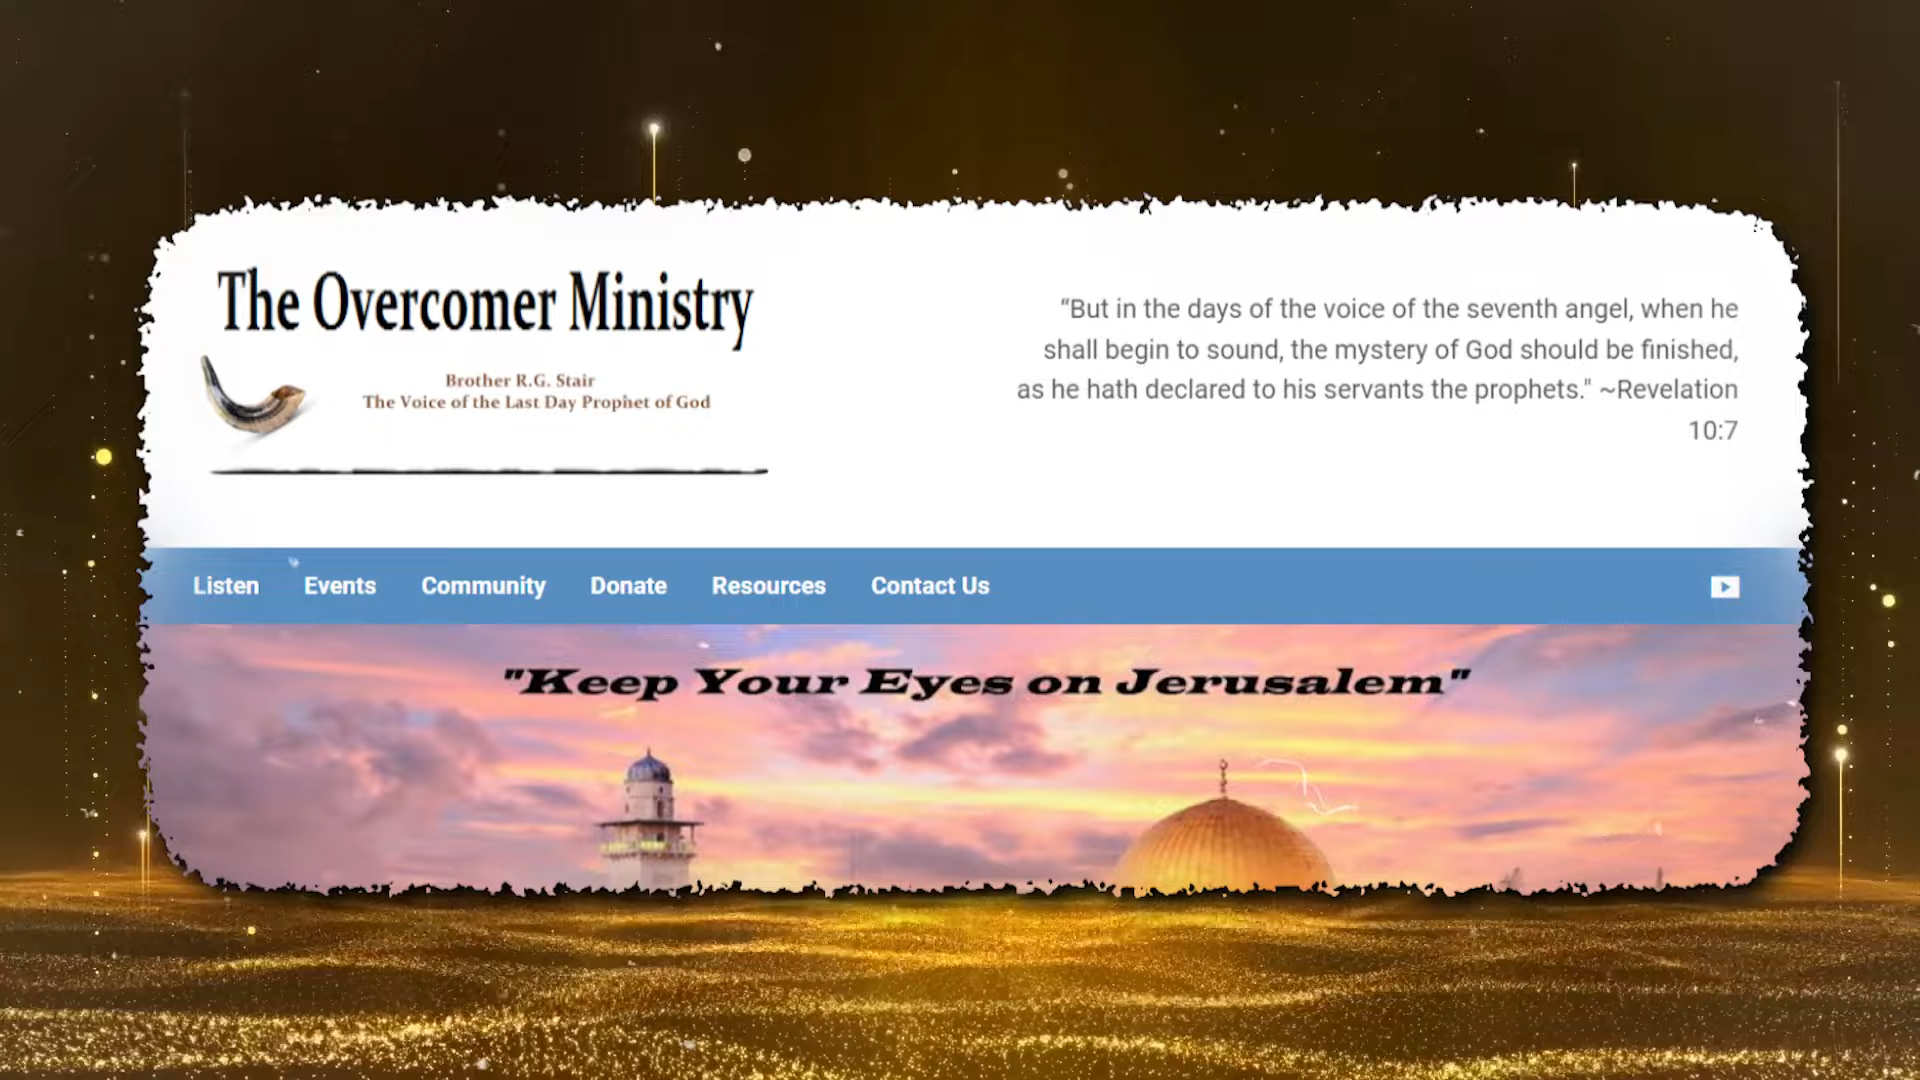 The Overcomer Ministry
Brother R.G. Stair
The Voice of the Last Day Prophet of God
“But in the days of the voice of the seventh angel, when he
shall begin to sound, the mystery of God should be finished,
as he hath declared to his servants the prophets." ~Revelation
10:7
Listen Events Community Donate Resources Contact Us
"Keep Your Eyes on Jerusalem"